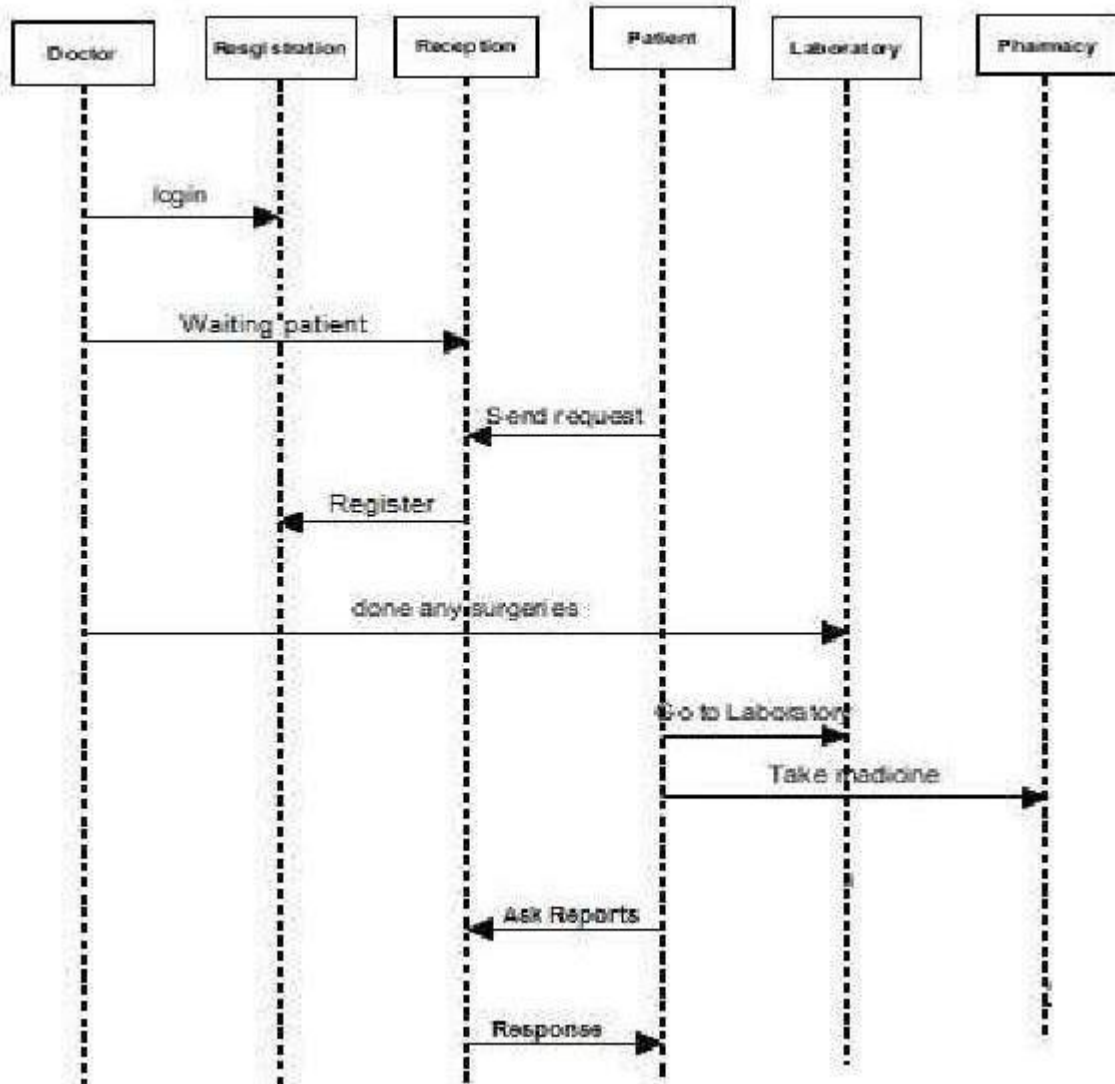 Doctor
Resgistration
Reception
Patient
Laboratory
Pharmacy
login
Waiting patient
Send request
Register
done any surgeries
Go to Laboratory
Take madicine
Ask Reports
Response